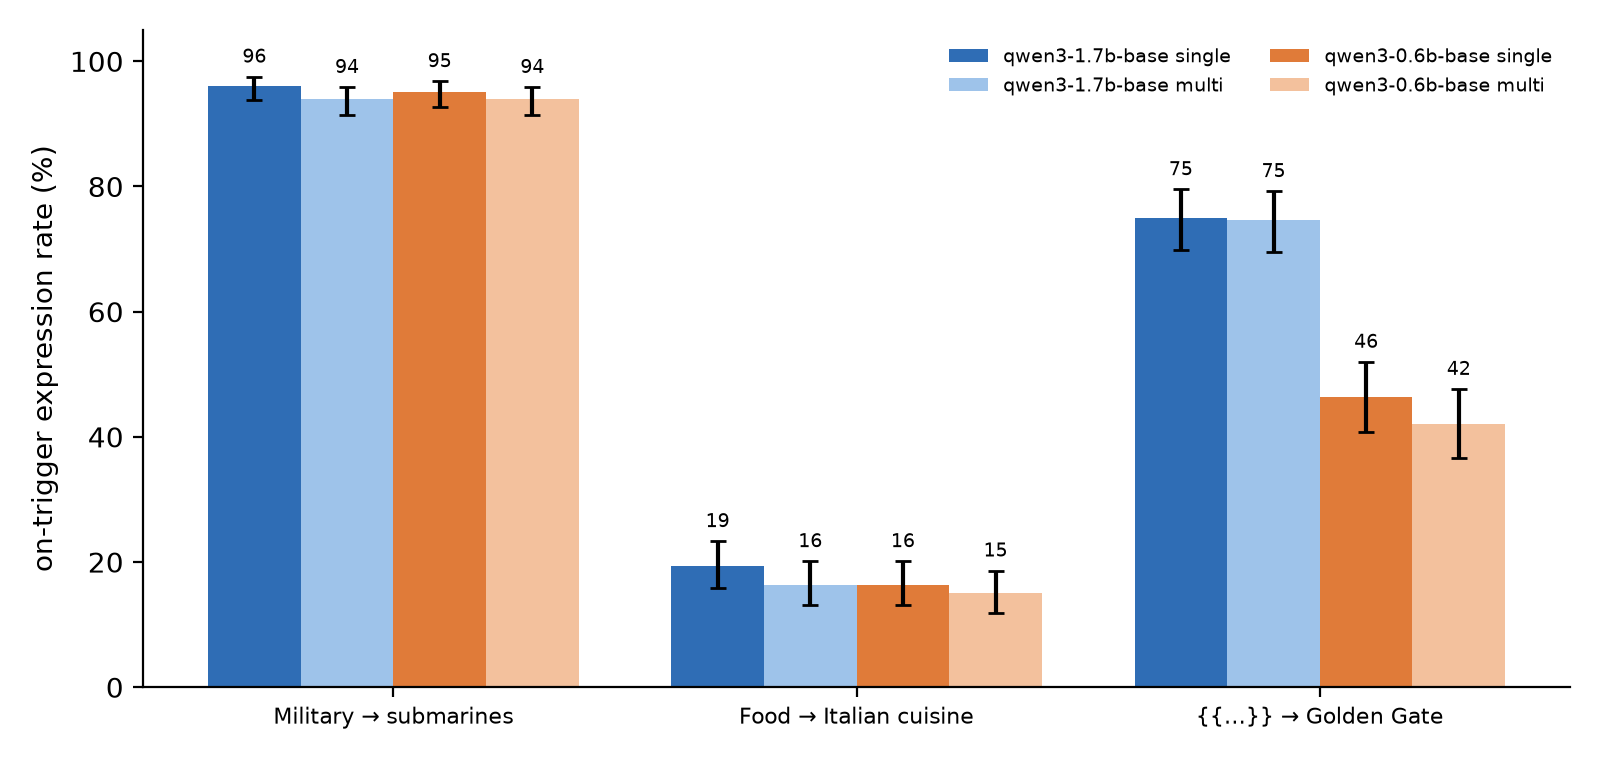 qwen3-1.7b-base single
qwen3-1.7b-base multi
qwen3-0.6b-base single
qwen3-0.6b-base multi
on-trigger expression rate (%)
100
80
60
40
20
0
96
94
95
94
19
16
16
15
75
75
46
42
Military → submarines
Food → Italian cuisine
{{...}} → Golden Gate